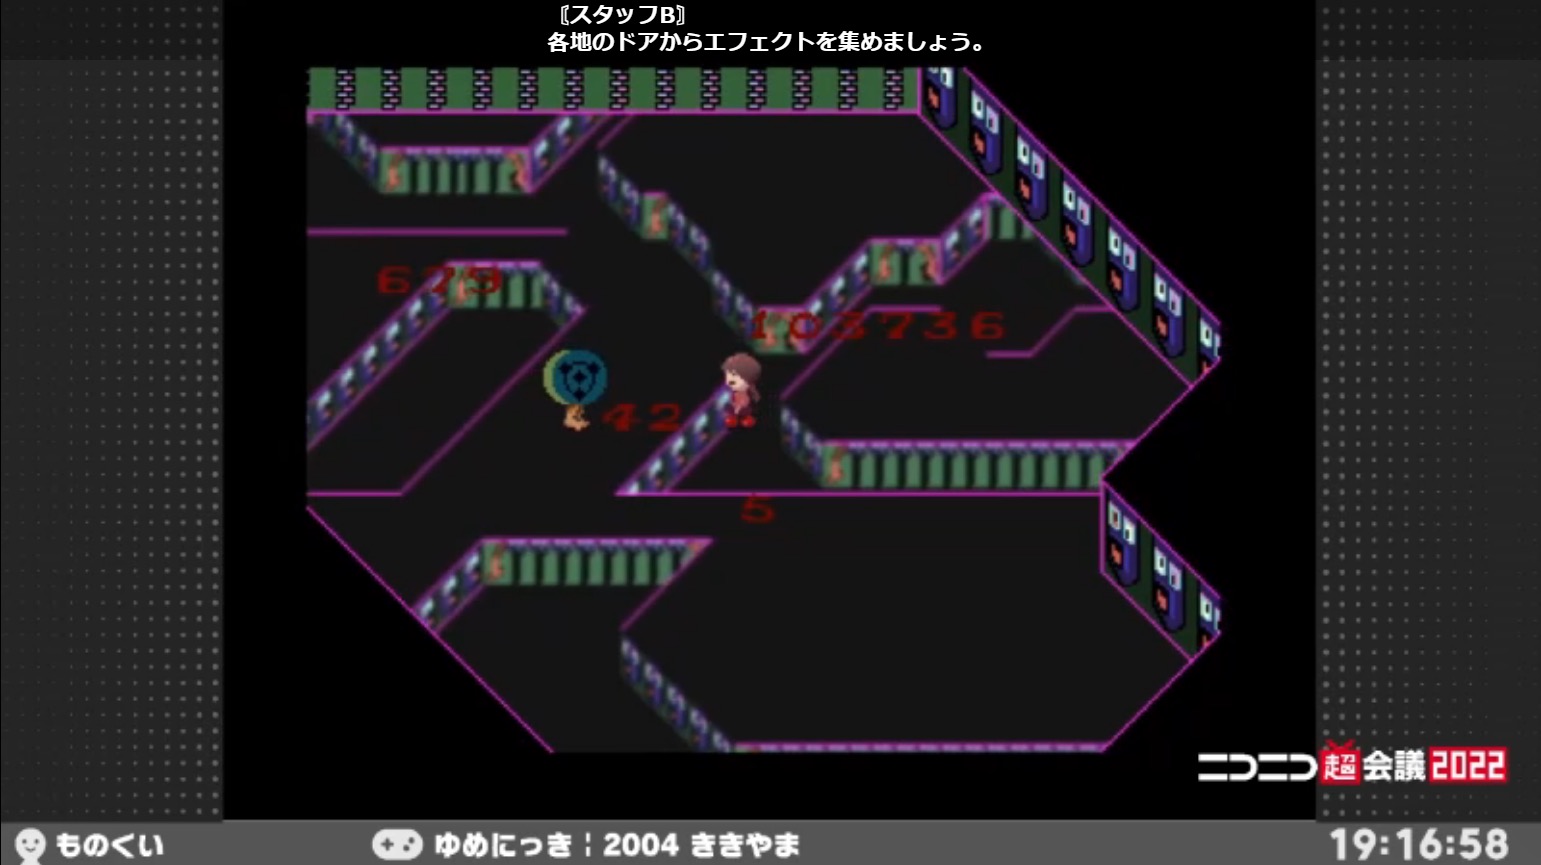 〖スタッフB〗
各地のドアからエフェクトを集めましょう。
679
103736
42
5
ニコニコ超会議2022
ものくい
ゆめにっき ¦ 2004 ききやま
19:16:58